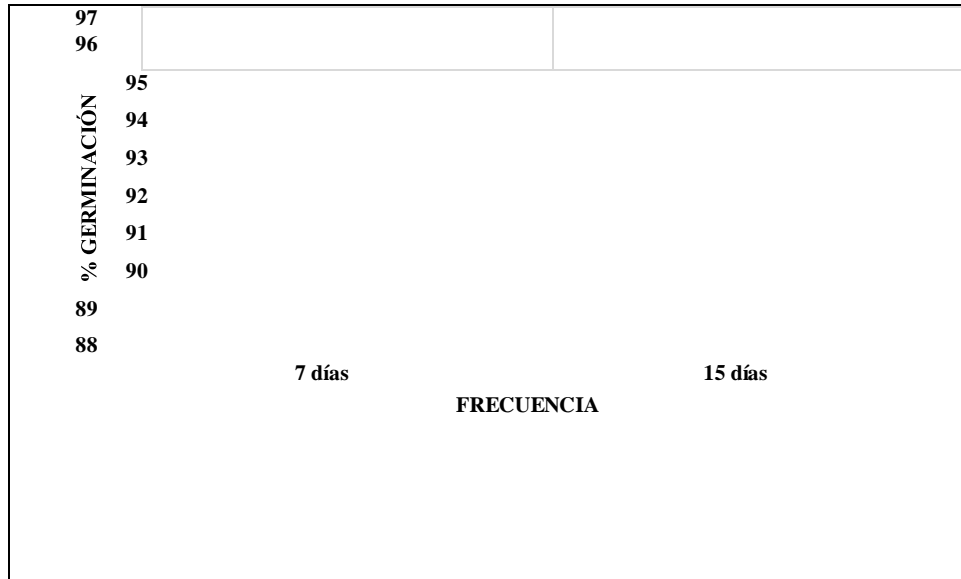 97
96
95
94
93
92
91
90
89
88
% GERMINACIÓN
7 días
15 días
FRECUENCIA